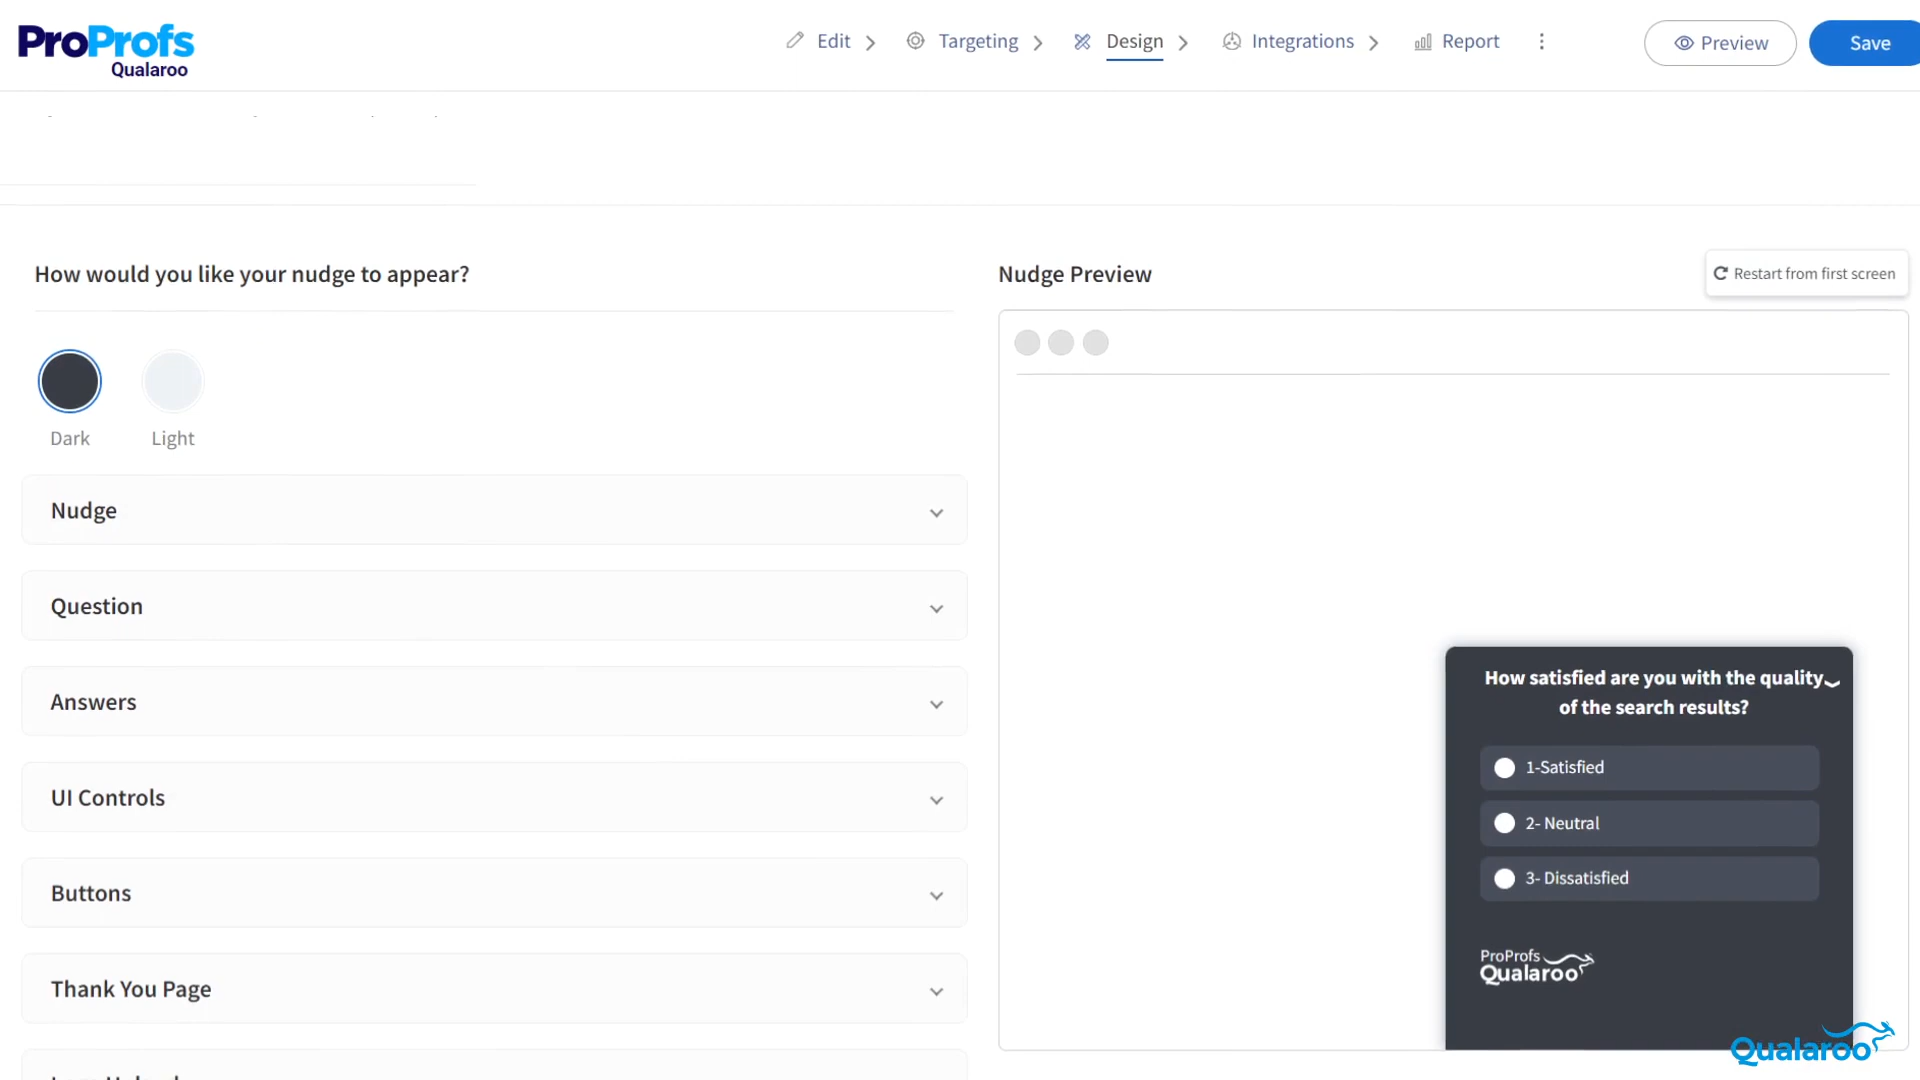 ProProfs
Qualaroo
Edit
Targeting
Design
Integrations
Report
Preview
Save
How would you like your nudge to appear?
Nudge Preview
Restart from first screen
Dark
Light
Nudge
Question
Answers
UI Controls
Buttons
Thank You Page
How satisfied are you with the quality
of the search results?
1-Satisfied
2- Neutral
3- Dissatisfied
ProProfs
Qualaroo
Qualaroo